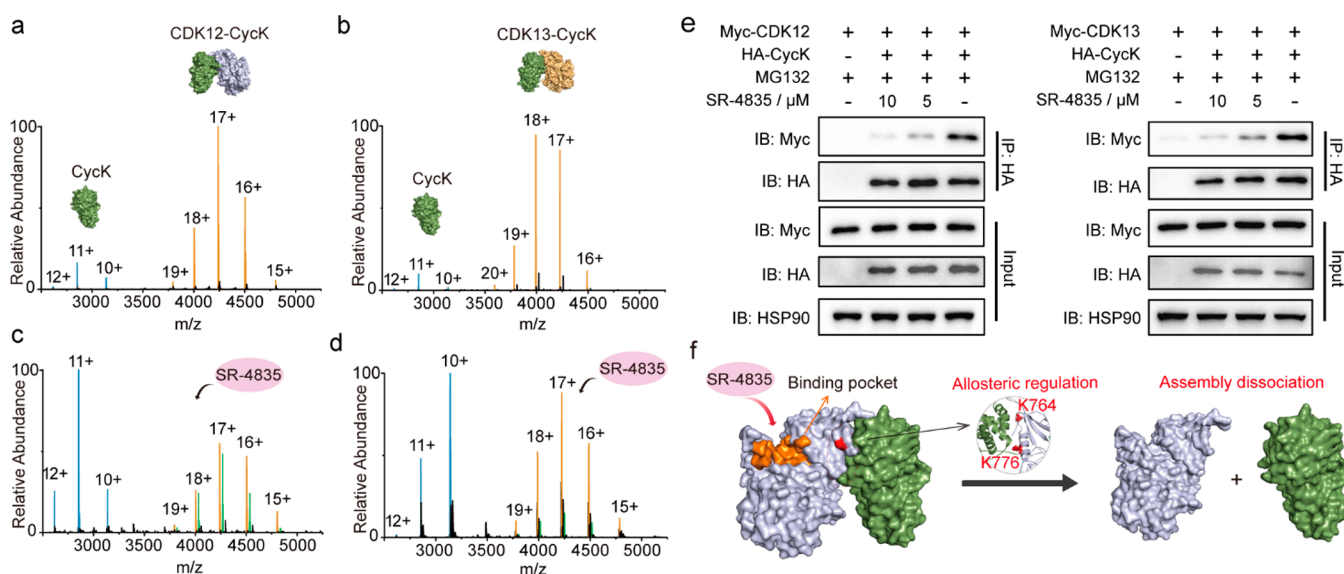 a
CDK12-CycK
100
17+
CycK
16+
18+
11+
12+
10+
19+
15+
0
3000 3500 4000 4500 5000
m/z
Relative Abundance
b
CDK13-CycK
100
18+
17+
CycK
19+
11+
16+
12+
10+
20+
0
3000 3500 4000 4500 5000
m/z
Relative Abundance
c
100
11+
SR-4835
17+
16+
12+
10+
18+
19+
15+
0
3000 3500 4000 4500 5000
m/z
Relative Abundance
d
100
10+
17+
SR-4835
11+
18+
16+
19+
15+
12+
0
3000 3500 4000 4500 5000
m/z
Relative Abundance
e
Myc-CDK12 + + + +
HA-CycK - + + +
MG132 + + + +
SR-4835 / μM - 10 5 -
IB: Myc
IB: HA
IP: HA
IB: Myc
IB: HA
IB: HSP90
Input
Myc-CDK13 + + + +
HA-CycK - + + +
MG132 + + + +
SR-4835 / μM - 10 5 -
IB: Myc
IB: HA
IP: HA
IB: Myc
IB: HA
IB: HSP90
Input
f
SR-4835
Binding pocket
Allosteric regulation
K764
K776
Assembly dissociation
+